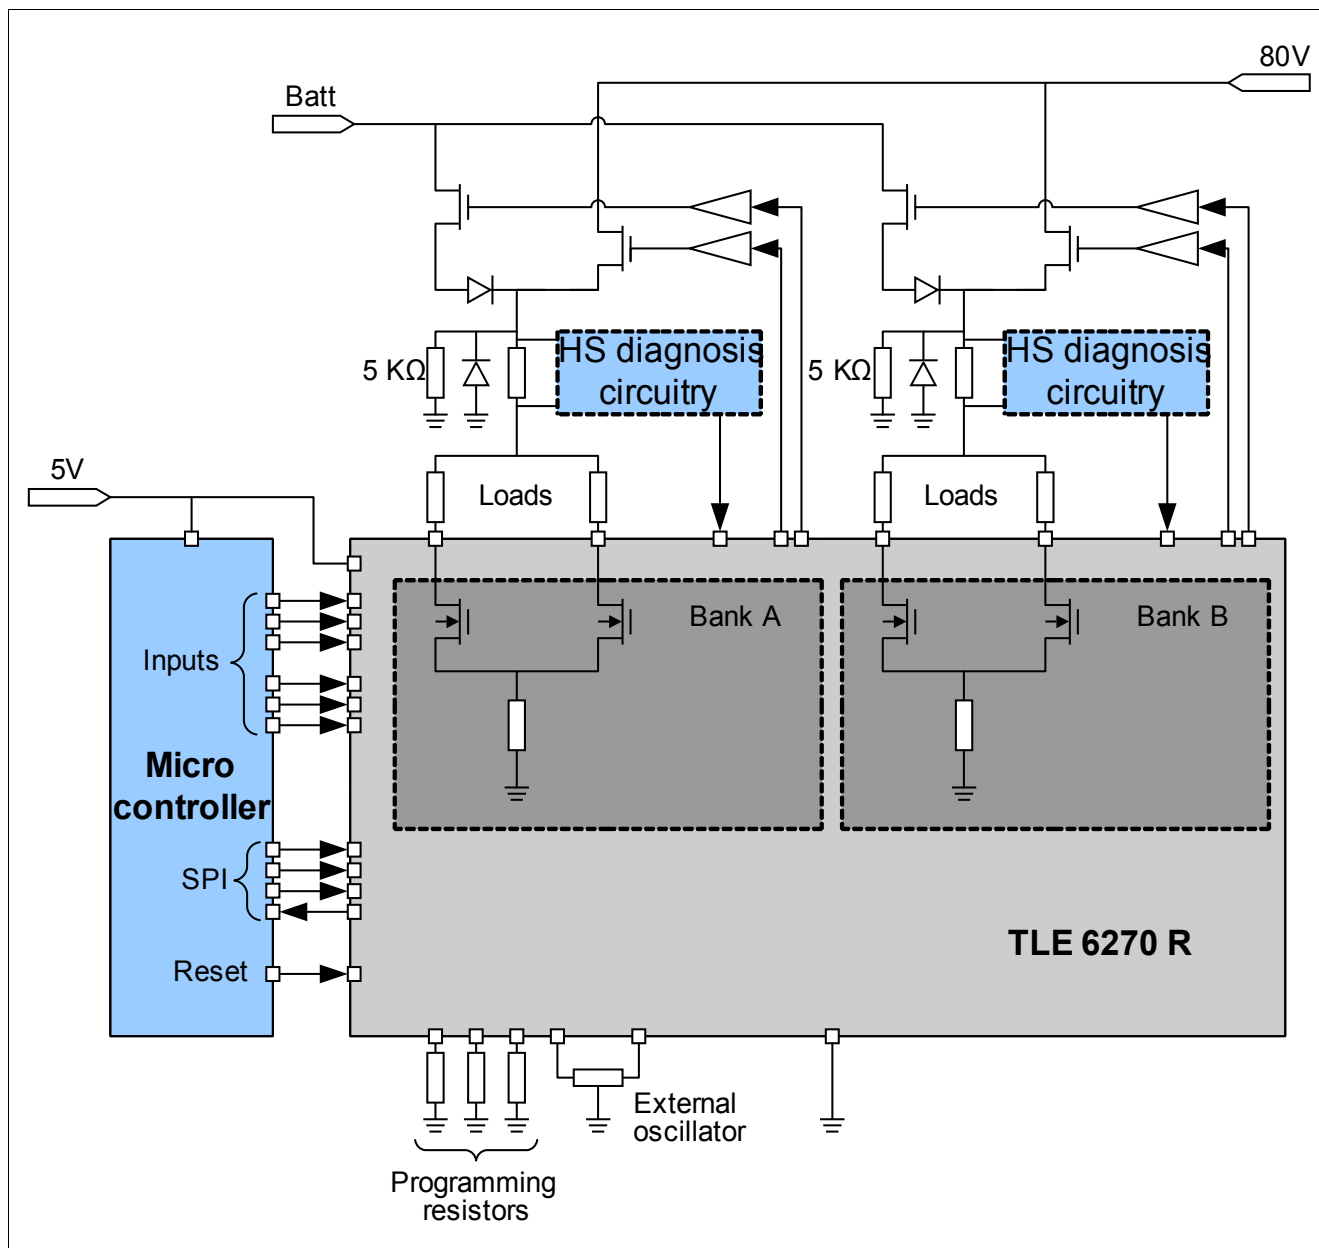 80V
Batt
HS diagnosis
circuitry
5 KΩ
HS diagnosis
circuitry
5 KΩ
5V
Loads
Loads
Bank A
Bank B
Inputs
Micro
controller
SPI
TLE 6270 R
Reset
External
oscillator
Programming
resistors